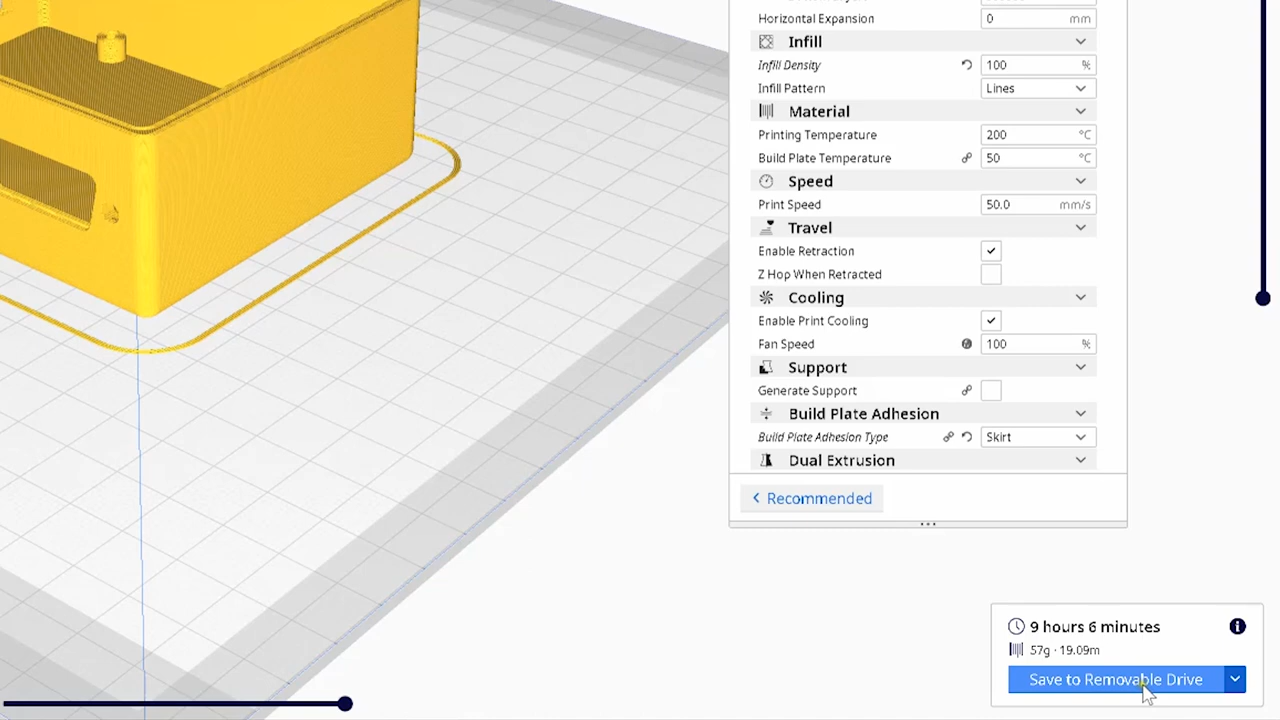 Horizontal Expansion 0 mm
Infill
Infill Density 100 %
Infill Pattern Lines
Material
Printing Temperature 200 °C
Build Plate Temperature 50 °C
Speed
Print Speed 50.0 mm/s
Travel
Enable Retraction
Z Hop When Retracted
Cooling
Enable Print Cooling
Fan Speed 100 %
Support
Generate Support
Build Plate Adhesion
Build Plate Adhesion Type Skirt
Dual Extrusion
Recommended
9 hours 6 minutes
57g · 19.09m
Save to Removable Drive